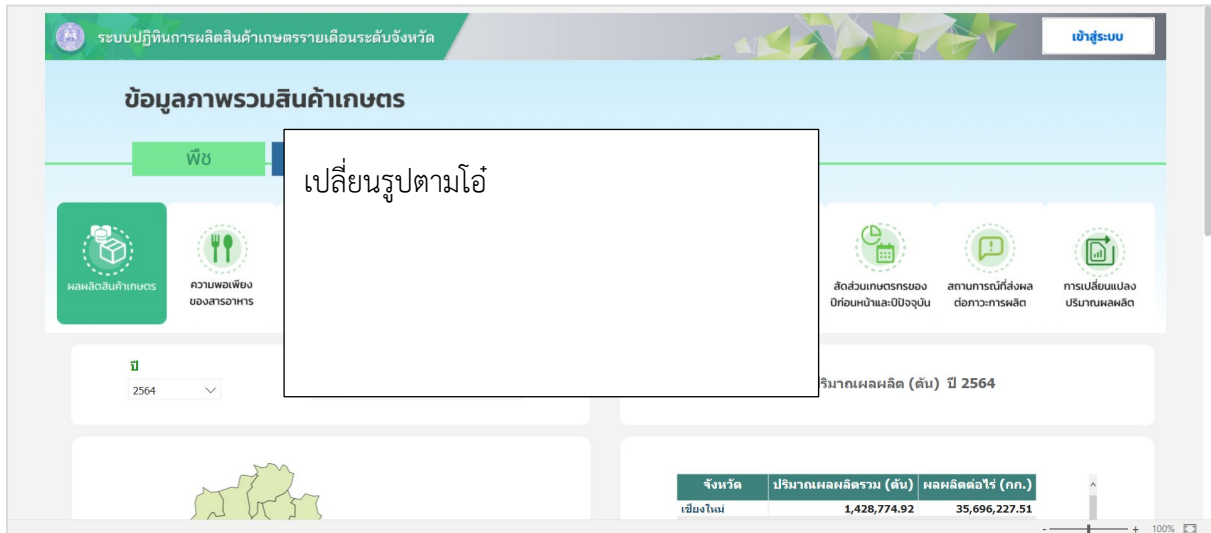 ระบบปฏิทินการผลิตสินค้าเกษตรรายเดือนระดับจังหวัด
เข้าสู่ระบบ
ข้อมูลภาพรวมสินค้าเกษตร
พืช
เปลี่ยนรูปตามโอ๋
ผลผลิตสินค้าเกษตร
ความพอเพียง
ของสารอาหาร
สัดส่วนเกษตรกรของ
ปีก่อนหน้าและปีปัจจุบัน
สถานการณ์ที่ส่งผล
ต่อภาวะการผลิต
การเปลี่ยนแปลง
ปริมาณผลผลิต
ปี
2564
ริมาณผลผลิต (ตัน) ปี 2564
จังหวัด ปริมาณผลผลิตรวม (ตัน) ผลผลิตต่อไร่ (กก.)
เชียงใหม่ 1,428,774.92 35,696,227.51
- + 100%